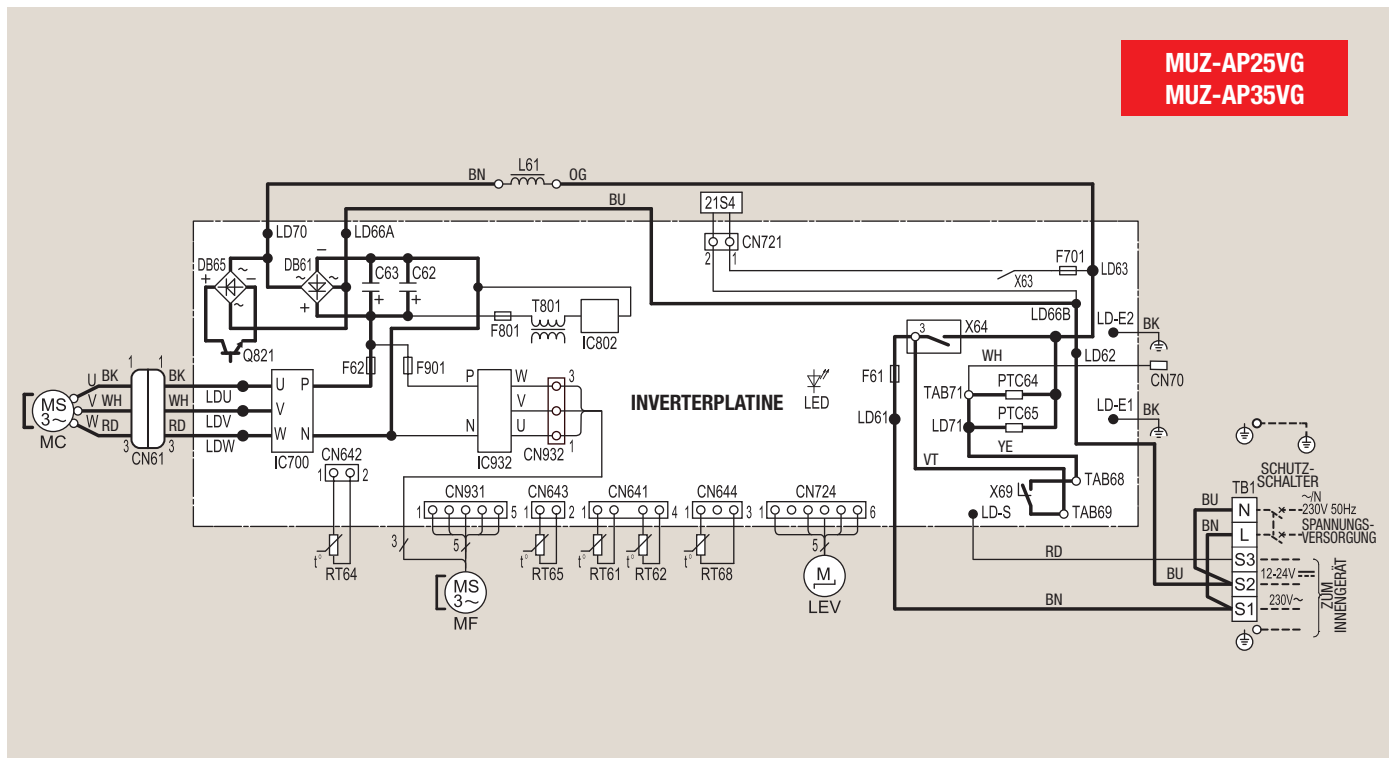 MUZ-AP25VG
MUZ-AP35VG
L61
BN
OG
BU
21S4
LD70
LD66A
CN721
2
1
F701
X63
LD63
DB65
DB61
C63
C62
+
−
~
~
−
~
~
+
+
+
T801
F801
IC802
LD66B
LD-E2
BK
X64
3
Q821
F62
F901
WH
LD62
CN70
F61
PTC64
TAB71
PTC65
LD-E1
BK
LD61
LD71
YE
VT
1
1
U
BK
BK
LDU
U
P
V
WH
WH
LDV
V
W
RD
RD
LDW
W
N
3
3
MS
3~
MC
CN61
IC700
P
W
3
V
N
U
1
IC932
CN932
INVERTERPLATINE
LED
CN642
1
2
CN931
1
5
CN643
1
2
CN641
1
4
CN644
1
3
CN724
1
6
X69
TAB68
LD-S
TAB69
3
5
5
t°
RT64
t°
RT65
t°
RT61
t°
RT62
t°
RT68
MS
3~
MF
M
LEV
RD
BU
BN
SCHUTZ-
SCHALTER
TB1
BU
N
~/N
230V 50Hz
BN
L
SPANNUNGS-
VERSORGUNG
S3
S2
12-24V
S1
230V~
ZUM
INNENGERÄT